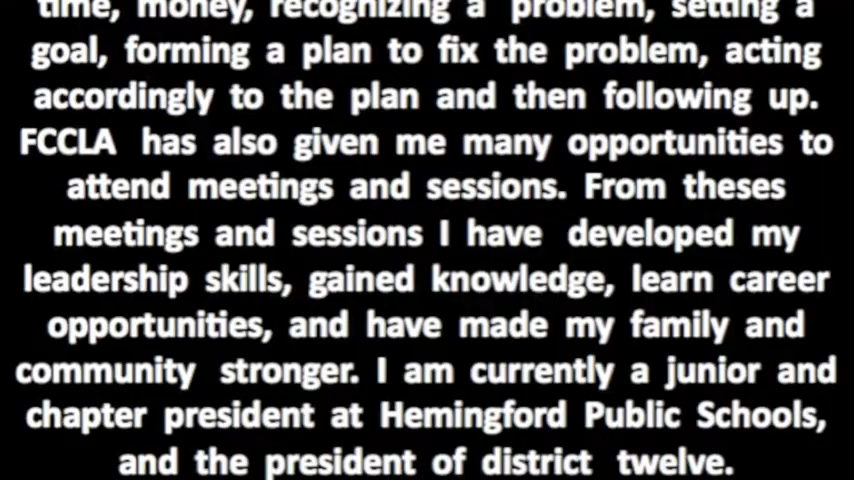 time, money, recognizing a problem, setting a
goal, forming a plan to fix the problem, acting
accordingly to the plan and then following up.
FCCLA has also given me many opportunities to
attend meetings and sessions. From theses
meetings and sessions I have developed my
leadership skills, gained knowledge, learn career
opportunities, and have made my family and
community stronger. I am currently a junior and
chapter president at Hemingford Public Schools,
and the president of district twelve.